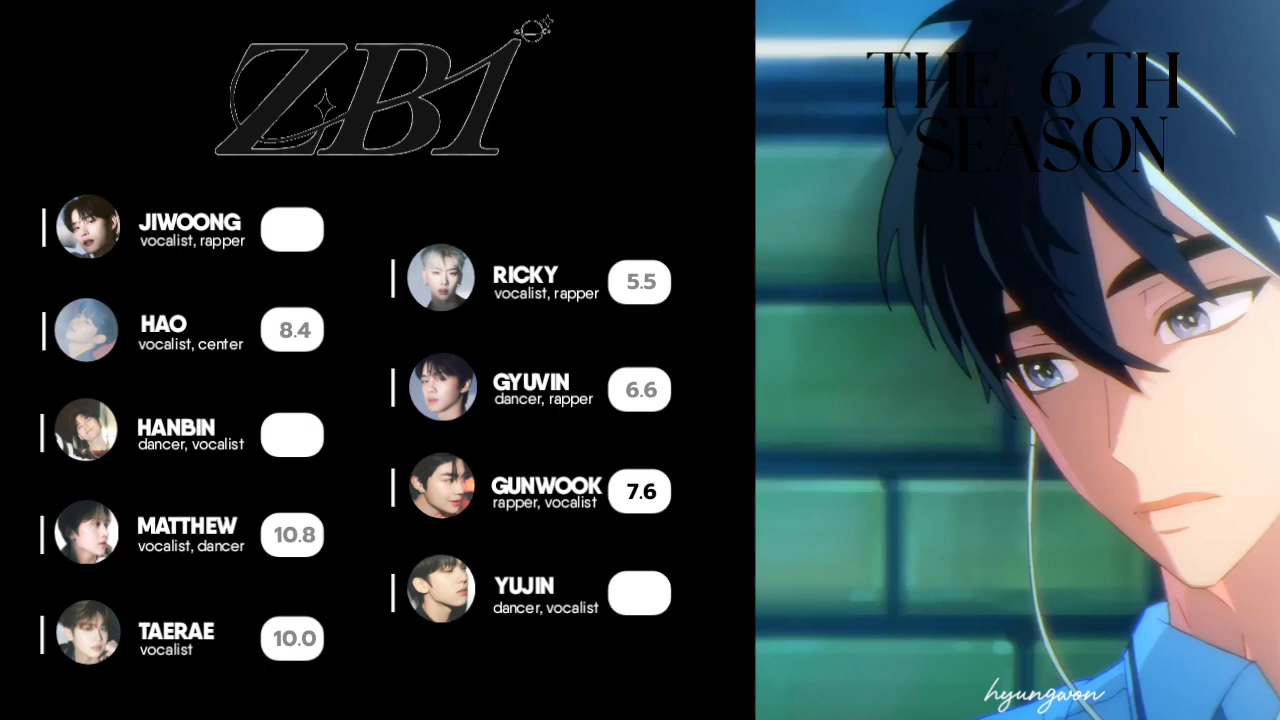 ZB1
JIWOONG
vocalist, rapper
HAO
8.4
vocalist, center
HANBIN
dancer, vocalist
MATTHEW
10.8
vocalist, dancer
TAERAE
10.0
vocalist
RICKY
5.5
vocalist, rapper
GYUVIN
6.6
dancer, rapper
GUNWOOK
7.6
rapper, vocalist
YUJIN
dancer, vocalist
THE 6TH
SEASON
hyungwon